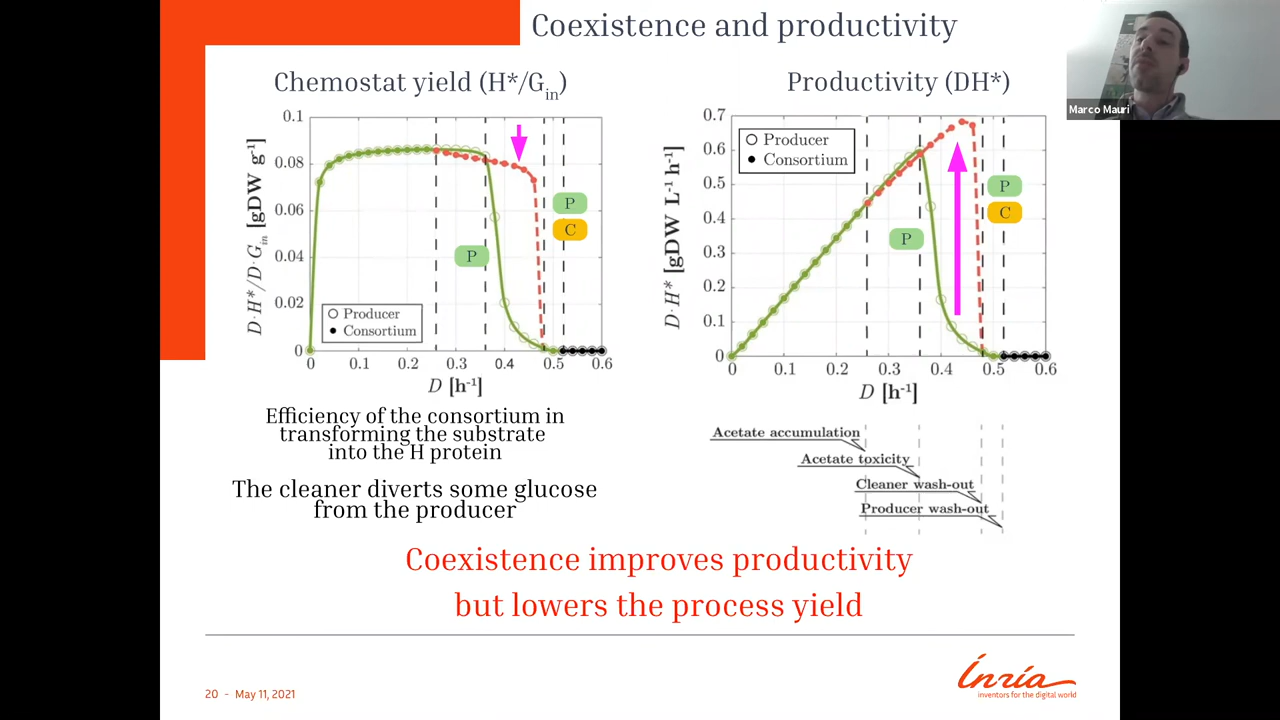 Coexistence and productivity
Marco Mauri
Chemostat yield (H*/Gin)
Productivity (DH*)
D·H*/D·Gin [gDW g-1]
0.1
0.08
0.06
0.04
0.02
0
P
C
P
Producer
Consortium
0 0.1 0.2 0.3 0.4 0.5 0.6
D [h-1]
D·H* [gDW L-1 h-1]
0.7
0.6
0.5
0.4
0.3
0.2
0.1
0
Producer
Consortium
P
C
P
0 0.1 0.2 0.3 0.4 0.5 0.6
D [h-1]
Efficiency of the consortium in
transforming the substrate
into the H protein
The cleaner diverts some glucose
from the producer
Acetate accumulation
Acetate toxicity
Cleaner wash-out
Producer wash-out
Coexistence improves productivity
but lowers the process yield
20 - May 11, 2021
Inria
inventors for the digital world